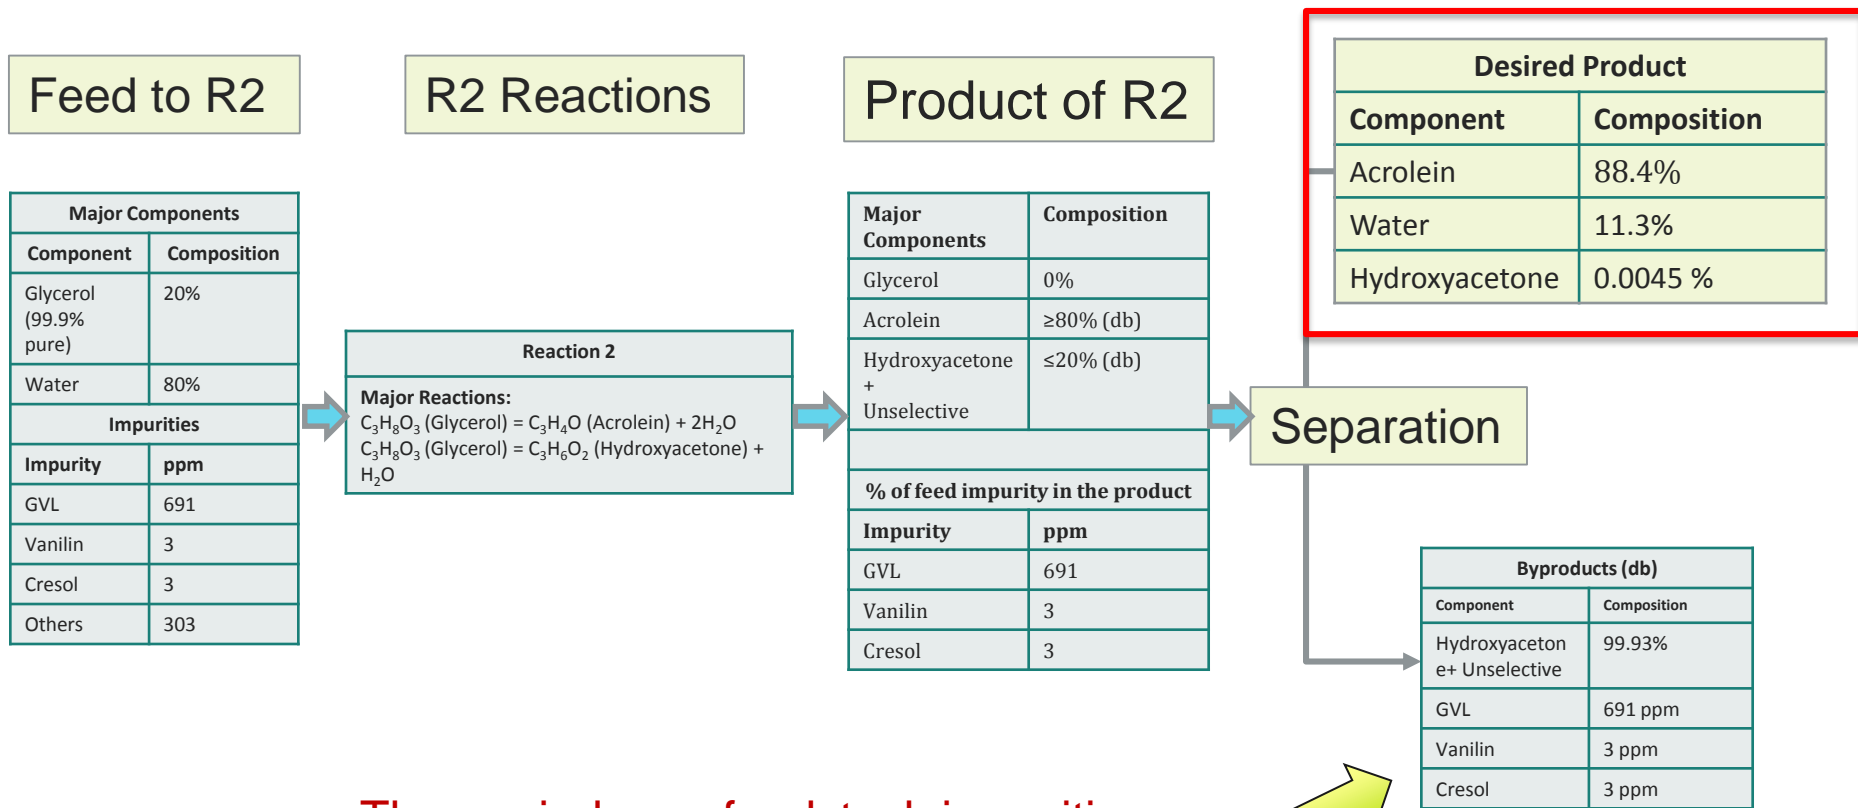 Feed to R2
R2 Reactions
Product of R2
Desired Product
Component Composition
Acrolein 88.4%
Water 11.3%
Hydroxyacetone 0.0045 %
Major Components
Component Composition
Glycerol 20%
(99.9%
pure)
Water 80%
Impurities
Impurity ppm
GVL 691
Vanilin 3
Cresol 3
Others 303
Reaction 2
Major Reactions:
C₃H₈O₃ (Glycerol) = C₃H₄O (Acrolein) + 2H₂O
C₃H₈O₃ (Glycerol) = C₃H₆O₂ (Hydroxyacetone) +
H₂O
Major Composition
Components
Glycerol 0%
Acrolein ≥80% (db)
Hydroxyacetone ≤20% (db)
+
Unselective
% of feed impurity in the product
Impurity ppm
GVL 691
Vanilin 3
Cresol 3
Separation
Byproducts (db)
Component Composition
Hydroxyaceton 99.93%
e+ Unselective
GVL 691 ppm
Vanilin 3 ppm
Cresol 3 ppm